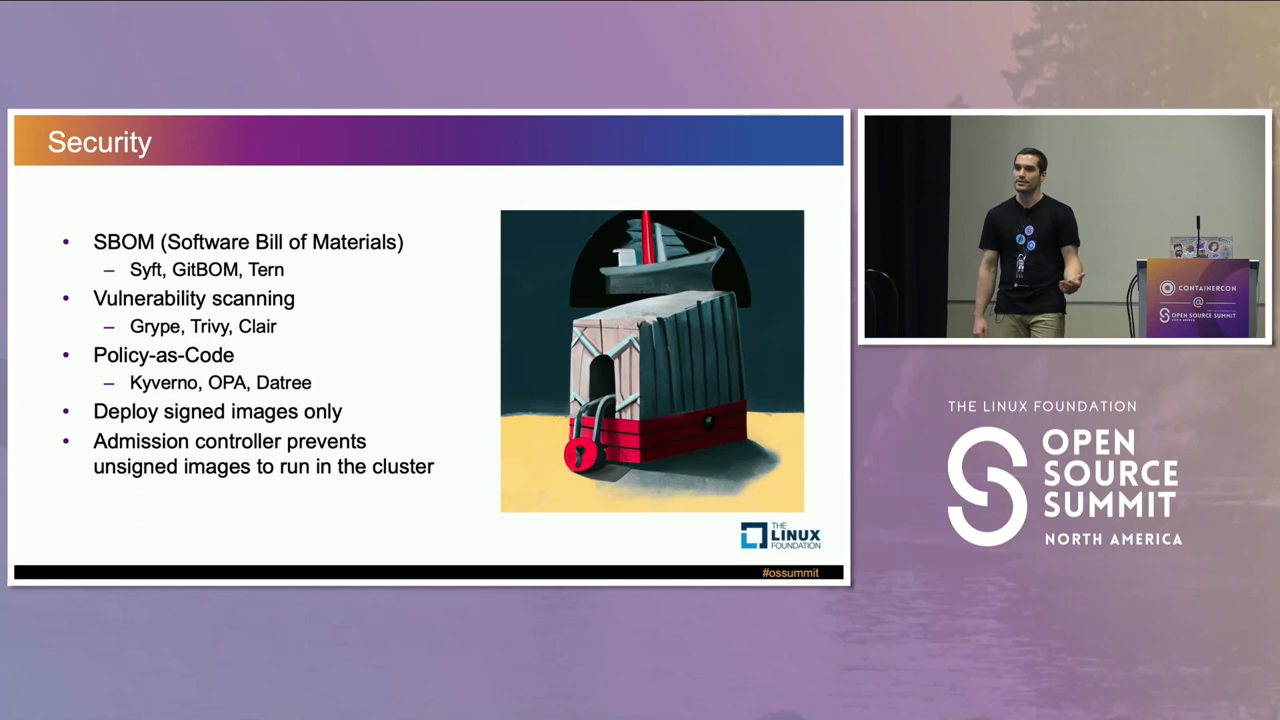 Security
• SBOM (Software Bill of Materials)
– Syft, GitBOM, Tern
• Vulnerability scanning
– Grype, Trivy, Clair
• Policy-as-Code
– Kyverno, OPA, Datree
• Deploy signed images only
• Admission controller prevents
unsigned images to run in the cluster
THE
LINUX
FOUNDATION
#ossummit
CONTAINERCON
@
OPEN SOURCE SUMMIT
THE LINUX FOUNDATION
OPEN
SOURCE
SUMMIT
NORTH AMERICA